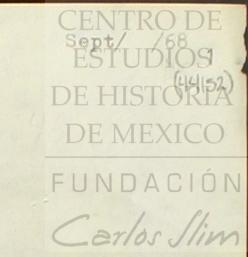 CENTRO DE
Sept/ /68
ESTUDIOS
1
(44152)
DE HISTORIA
DE MEXICO
FUNDACIÓN
Carlos Slim